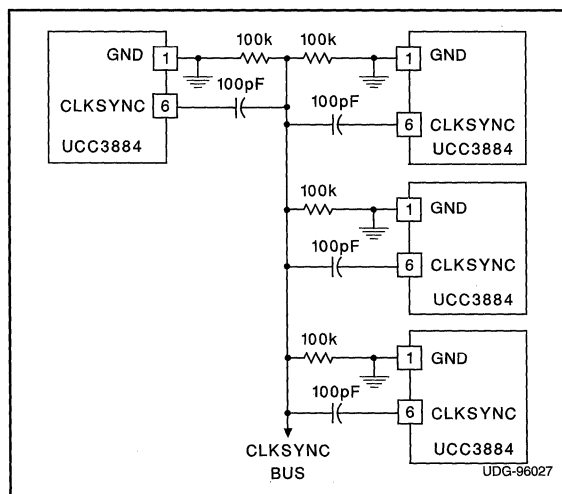 100k 100k
GND 1
1 GND
100pF
CLKSYNC 6
100pF
6 CLKSYNC
UCC3884
UCC3884
100k
1 GND
100pF
6 CLKSYNC
UCC3884
100k
1 GND
100pF
6 CLKSYNC
CLKSYNC
BUS
UCC3884
UDG-96027